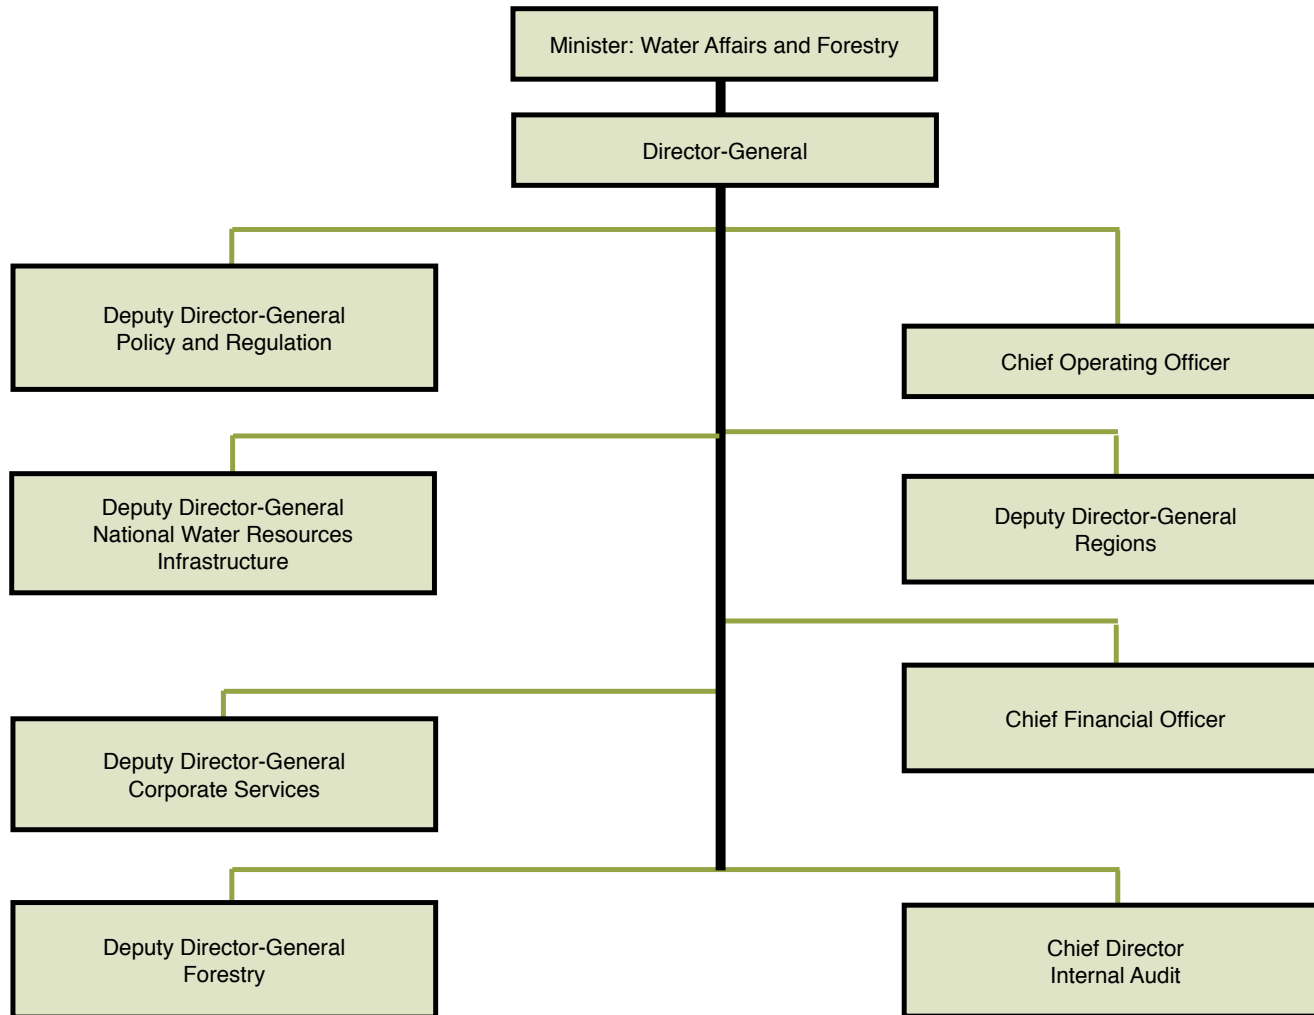 Minister: Water Affairs and Forestry
Director-General
Deputy Director-General
Policy and Regulation
Chief Operating Officer
Deputy Director-General
National Water Resources
Infrastructure
Deputy Director-General
Regions
Chief Financial Officer
Deputy Director-General
Corporate Services
Deputy Director-General
Forestry
Chief Director
Internal Audit